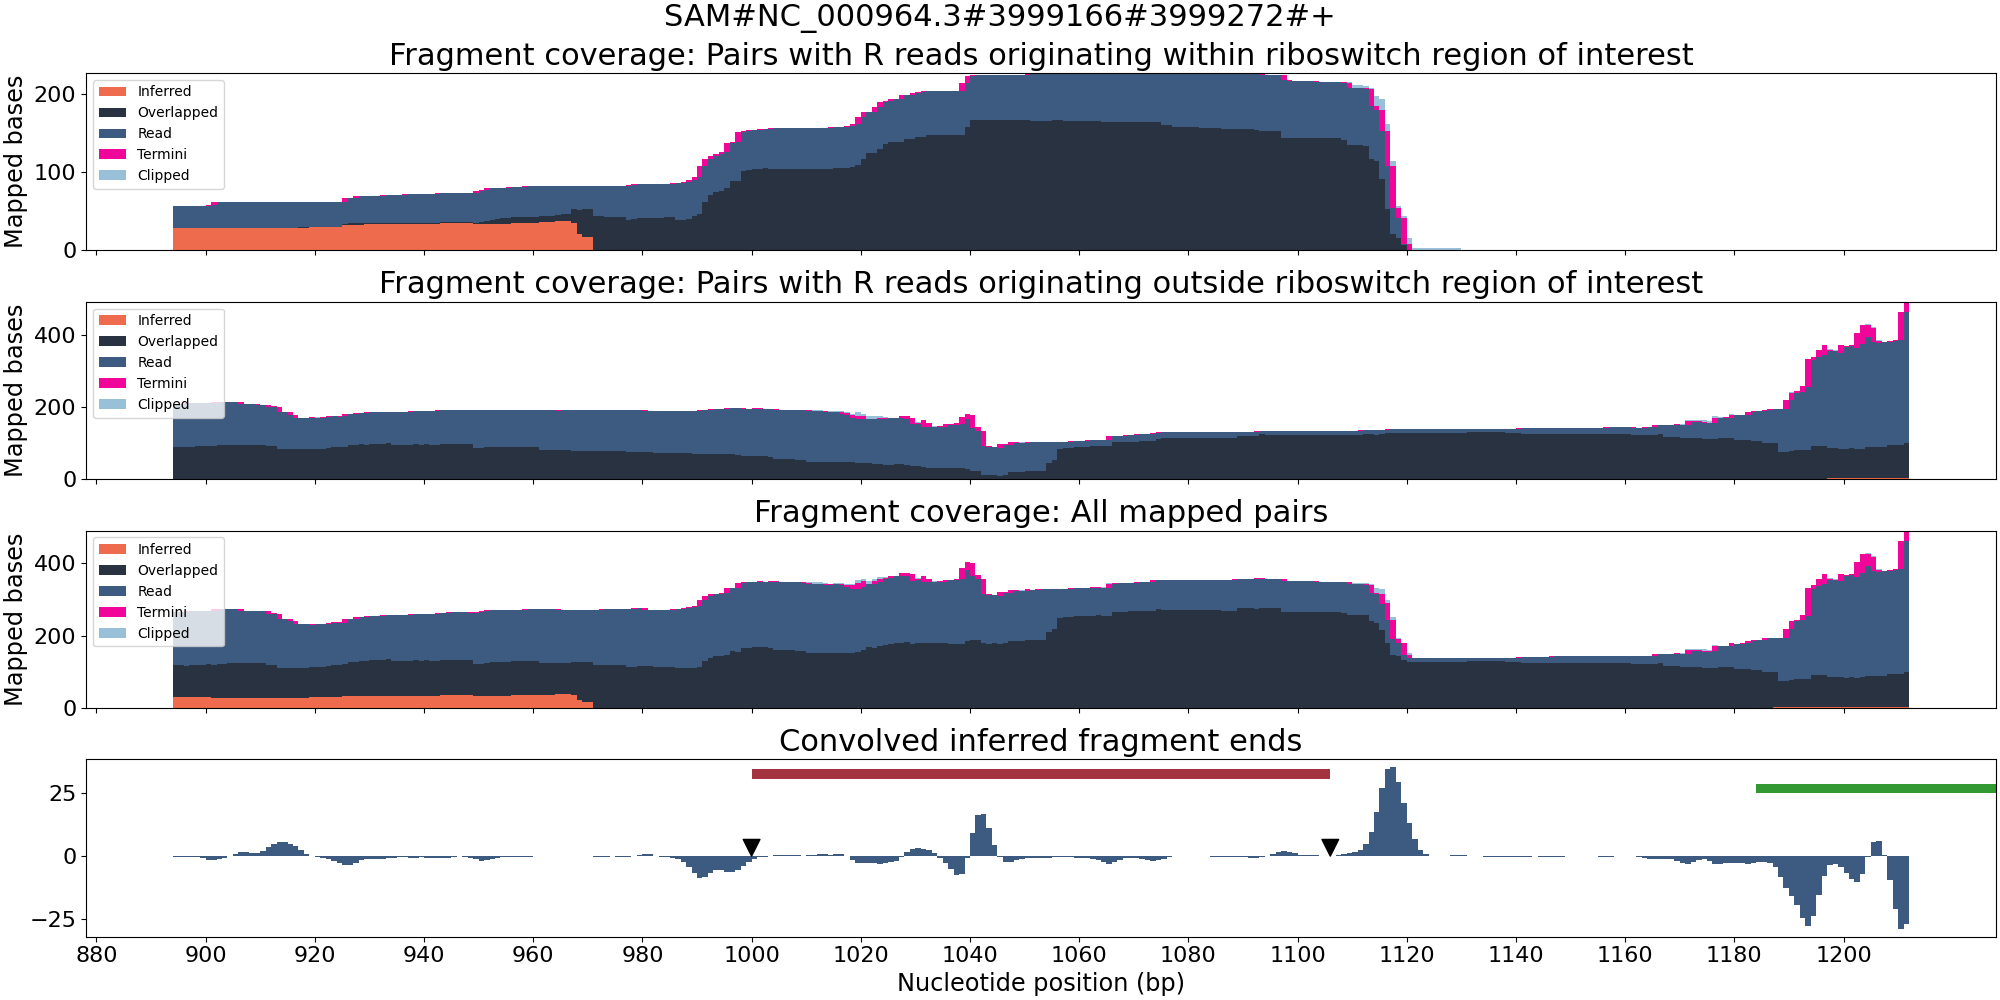 SAM#NC_000964.3#3999166#3999272#+
Fragment coverage: Pairs with R reads originating within riboswitch region of interest
Mapped bases
200
100
0
Inferred
Overlapped
Read
Termini
Clipped
Fragment coverage: Pairs with R reads originating outside riboswitch region of interest
Mapped bases
400
200
0
Inferred
Overlapped
Read
Termini
Clipped
Fragment coverage: All mapped pairs
Mapped bases
400
200
0
Inferred
Overlapped
Read
Termini
Clipped
Convolved inferred fragment ends
25
0
−25
880 900 920 940 960 980 1000 1020 1040 1060 1080 1100 1120 1140 1160 1180 1200
Nucleotide position (bp)